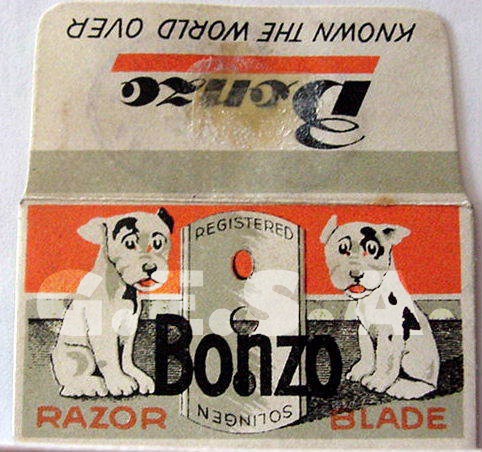 KNOWN THE WORLD OVER
Bonzo
REGISTERED
G.E.S.A.
Bonzo
SOLINGEN
RAZOR BLADE